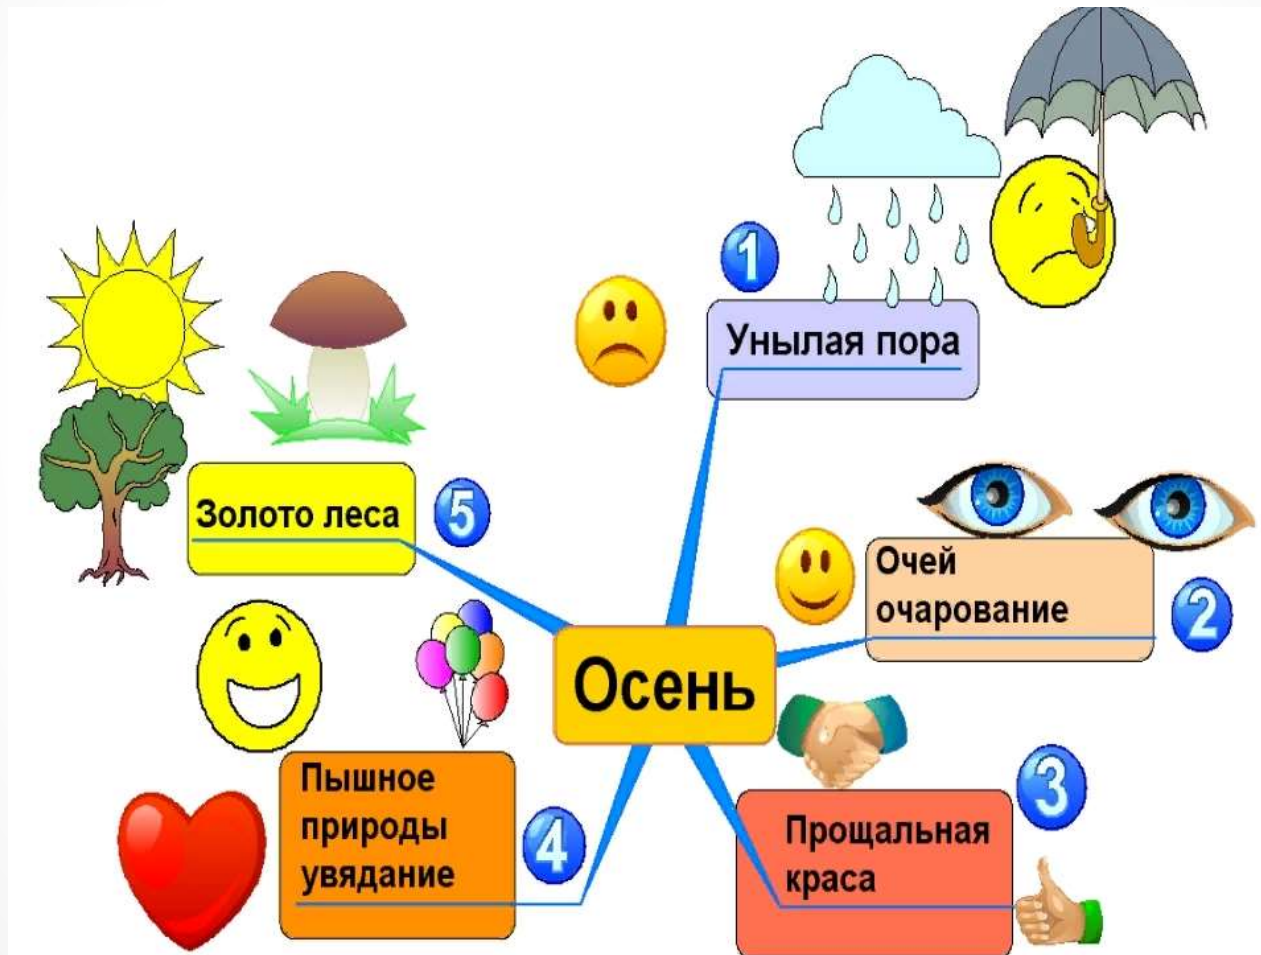 1
Унылая пора
Очей
очарование
2
Прощальная
краса
3
Пышное
природы
увядание
4
Золото леса
5
Осень